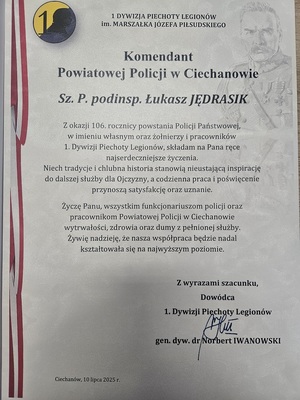 1 DYWIZJA PIECHOTY LEGIONÓW
im. MARSZAŁKA JÓZEFA PIŁSUDSKIEGO
1
Komendant
Powiatowej Policji w Ciechanowie
Sz. P. podinsp. Łukasz JĘDRASIK
Z okazji 106. rocznicy powstania Policji Państwowej,
w imieniu własnym oraz żołnierzy i pracowników
1. Dywizji Piechoty Legionów, składam na Pana ręce
najserdeczniejsze życzenia.
Niech tradycje i chlubna historia stanowią nieustającą inspirację
do dalszej służby dla Ojczyzny, a codzienna praca i poświęcenie
przynoszą satysfakcję oraz uznanie.
Życzę Panu, wszystkim funkcjonariuszom policji oraz
pracownikom Powiatowej Policji w Ciechanowie
wytrwałości, zdrowia oraz dumy z pełnionej służby.
Żywię nadzieję, że nasza współpraca będzie nadal
kształtowała się na najwyższym poziomie.
Z wyrazami szacunku,
Dowódca
1. Dywizji Piechoty Legionów
gen. dyw. dr Norbert IWANOWSKI
Ciechanów, 10 lipca 2025 r.